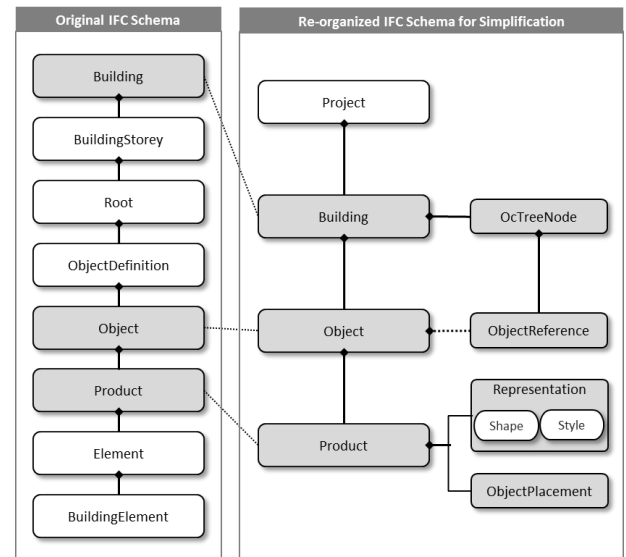 Original IFC Schema
Building
BuildingStorey
Root
ObjectDefinition
Object
Product
Element
BuildingElement
Re-organized IFC Schema for Simplification
Project
Building
OcTreeNode
Object
ObjectReference
Product
Representation
Shape
Style
ObjectPlacement